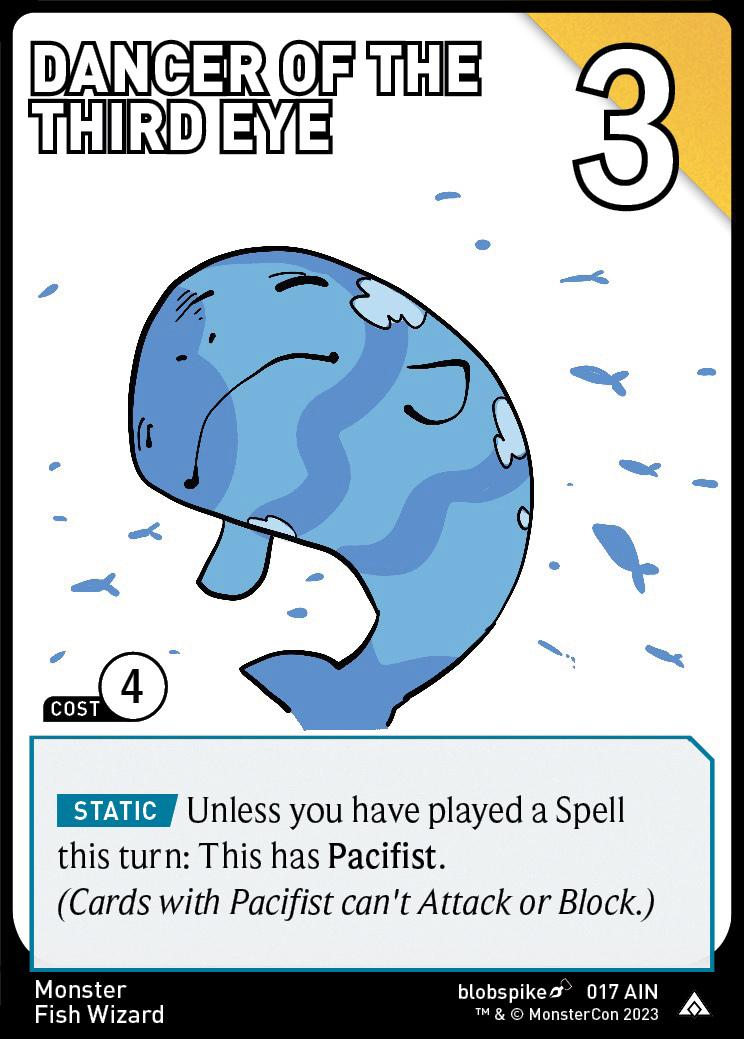 DANCER OF THE
THIRD EYE
3
COST 4
STATIC Unless you have played a Spell
this turn: This has Pacifist.
(Cards with Pacifist can't Attack or Block.)
Monster
Fish Wizard
blobspike 017 AIN
™ & © MonsterCon 2023